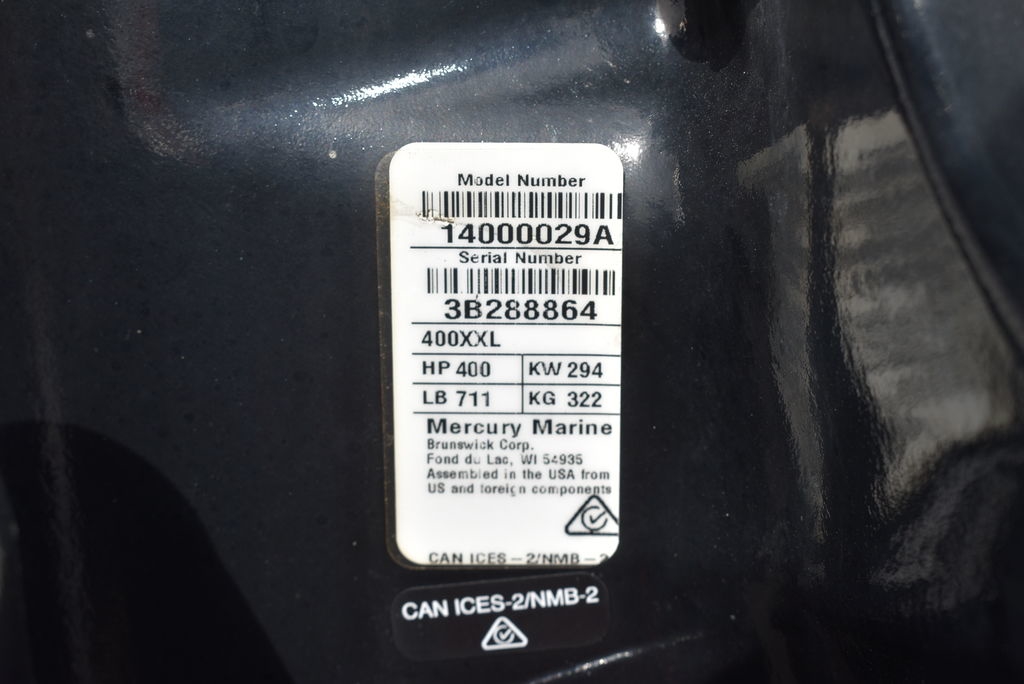 Model Number
14000029A
Serial Number
3B288864
400XXL
HP 400 KW 294
LB 711 KG 322
Mercury Marine
Brunswick Corp.
Fond du Lac, WI 54935
Assembled in the USA from
US and foreign components
CAN ICES-2/NMB-2
CAN ICES-2/NMB-2